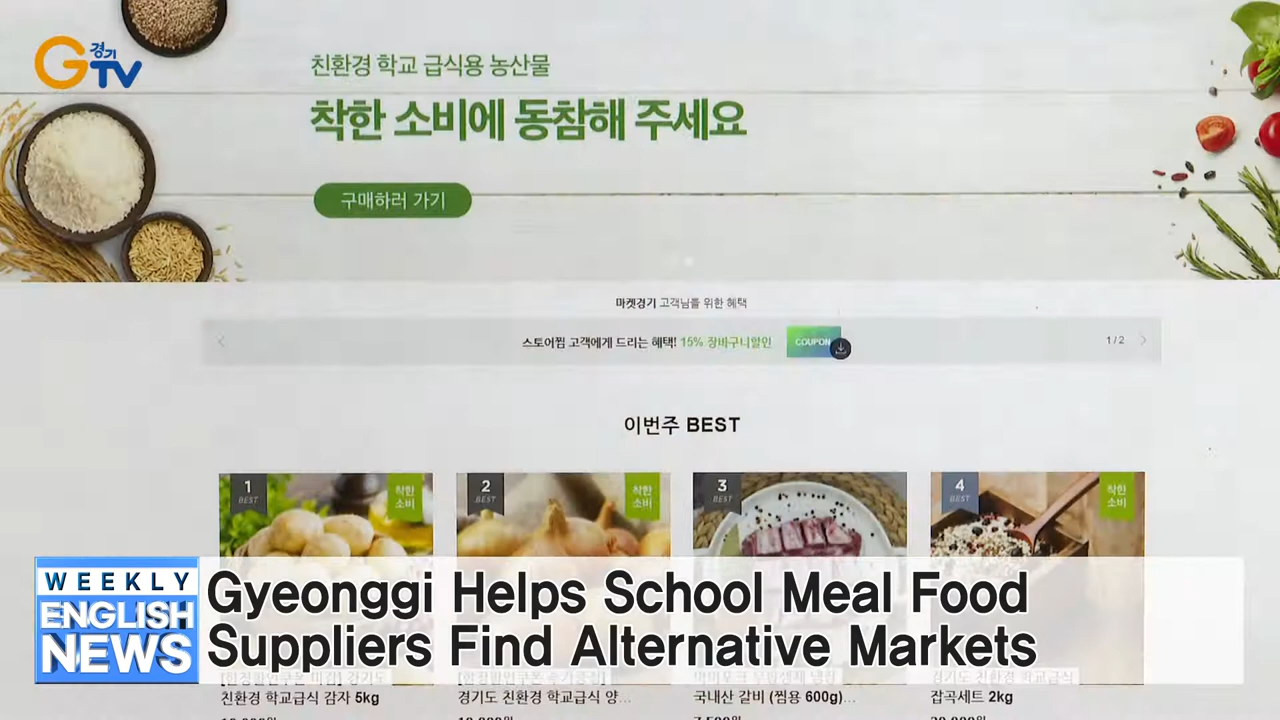 경기
GTV
친환경 학교 급식용 농산물
착한 소비에 동참해 주세요
구매하러 가기
마켓경기 고객님을 위한 혜택
스토어찜 고객에게 드리는 혜택! 15% 장바구니할인
COUPON
1/2
이번주 BEST
1
BEST
착한
소비
2
BEST
착한
소비
3
BEST
4
BEST
착한
소비
WEEKLY
ENGLISH
NEWS
Gyeonggi Helps School Meal Food
Suppliers Find Alternative Markets
친환경 학교급식 감자 5kg
경기도 친환경 학교급식 양...
국내산 갈비 (찜용 600g)...
잡곡세트 2kg